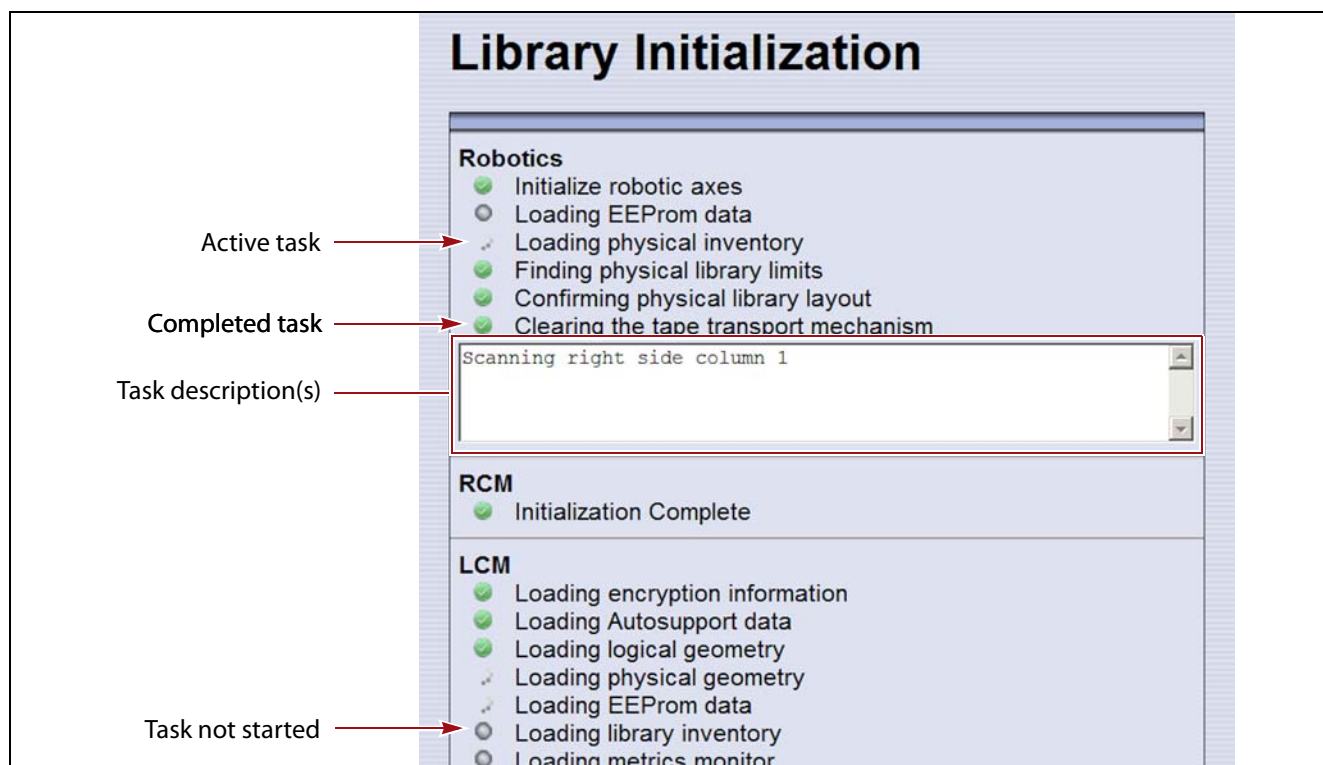 Library Initialization
Robotics
Initialize robotic axes
Loading EEProm data
Active task
Loading physical inventory
Finding physical library limits
Confirming physical library layout
Completed task
Clearing the tape transport mechanism
Scanning right side column 1
Task description(s)
RCM
Initialization Complete
LCM
Loading encryption information
Loading Autosupport data
Loading logical geometry
Loading physical geometry
Loading EEProm data
Task not started
Loading library inventory
Loading metrics monitor